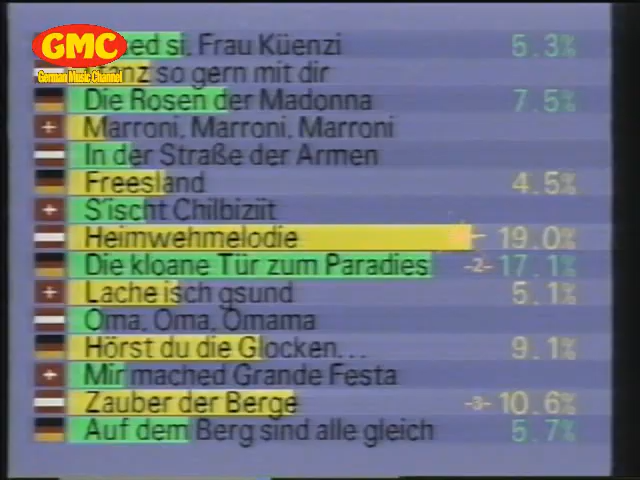 GMC
German Music Channel
si, Frau Küenzi 5.3%
so gern mit dir
Die Rosen der Madonna 7.5%
Marroni, Marroni, Marroni
In der Straße der Armen
Freesland 4.5%
S'ischt Chilbiziit
Heimwehmelodie 19.0%
Die kloane Tür zum Paradies -2- 17.1%
Lache isch gsund 5.1%
Oma, Oma, Omama
Hörst du die Glocken... 9.1%
Mir mached Grande Festa
Zauber der Berge -3- 10.6%
Auf dem Berg sind alle gleich 5.7%